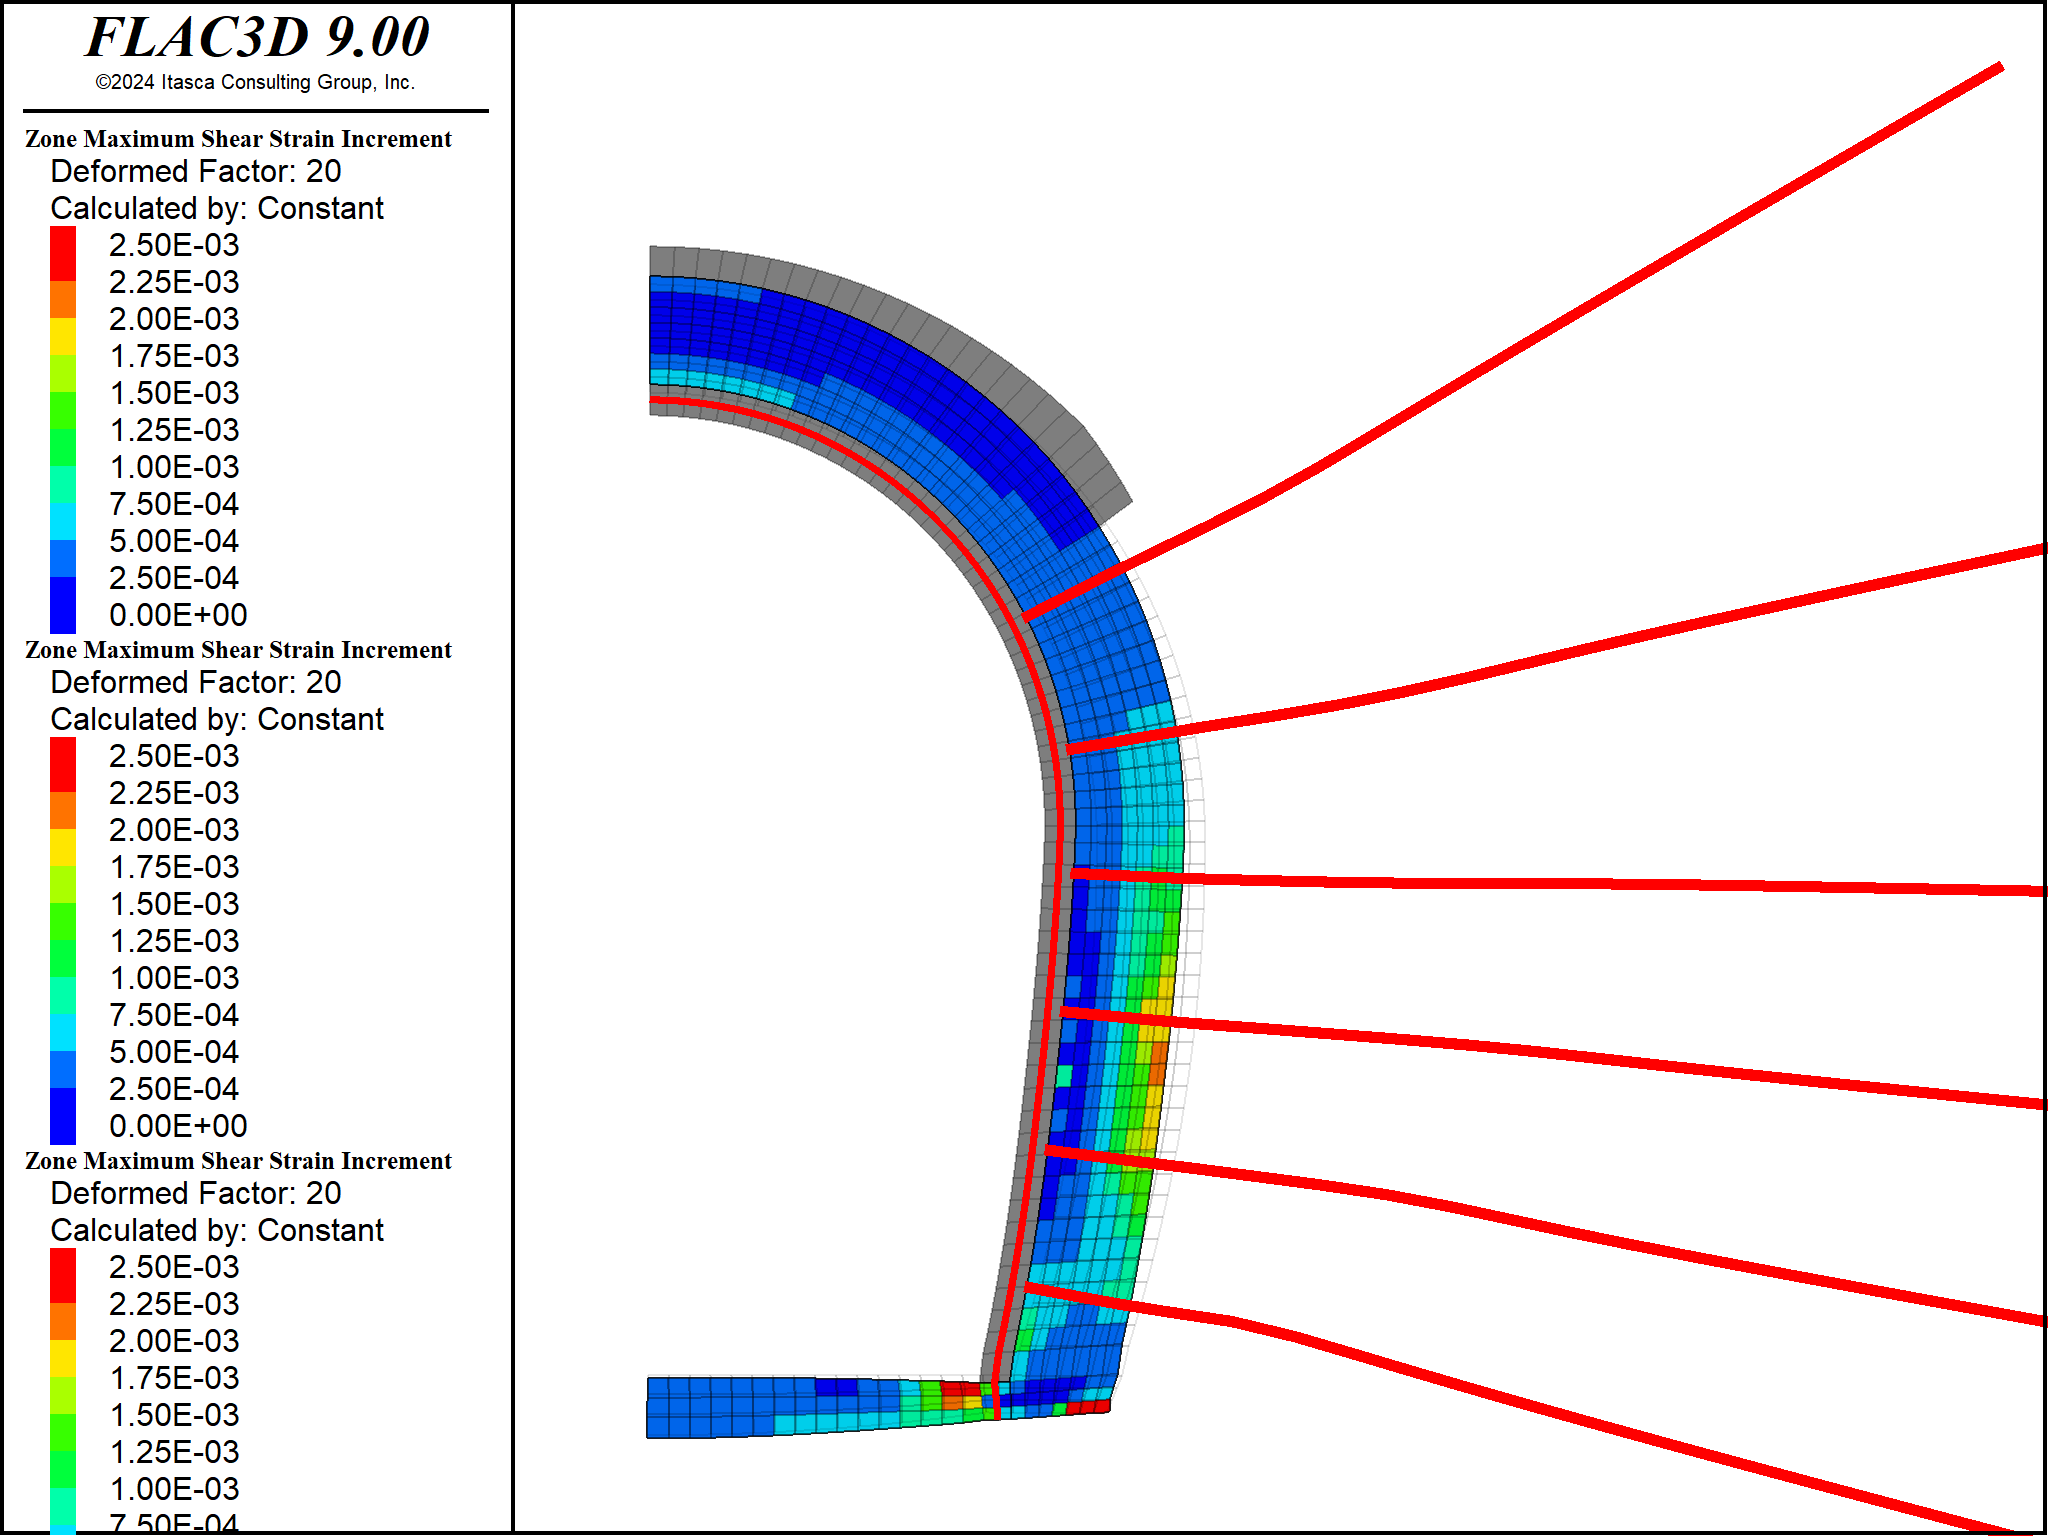 FLAC3D 9.00
©2024 Itasca Consulting Group, Inc.
Zone Maximum Shear Strain Increment
Deformed Factor: 20
Calculated by: Constant
2.50E-03
2.25E-03
2.00E-03
1.75E-03
1.50E-03
1.25E-03
1.00E-03
7.50E-04
5.00E-04
2.50E-04
0.00E+00
Zone Maximum Shear Strain Increment
Deformed Factor: 20
Calculated by: Constant
2.50E-03
2.25E-03
2.00E-03
1.75E-03
1.50E-03
1.25E-03
1.00E-03
7.50E-04
5.00E-04
2.50E-04
0.00E+00
Zone Maximum Shear Strain Increment
Deformed Factor: 20
Calculated by: Constant
2.50E-03
2.25E-03
2.00E-03
1.75E-03
1.50E-03
1.25E-03
1.00E-03
7.50E-04